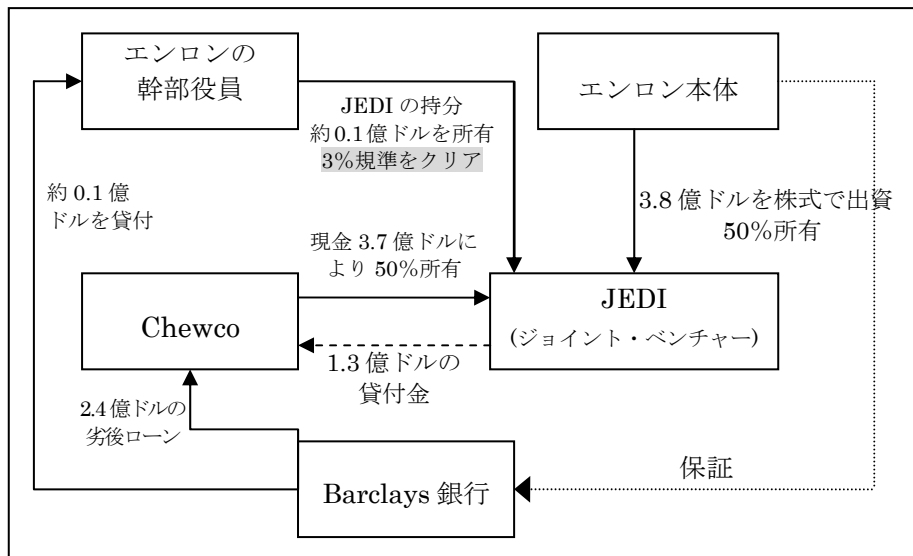 エンロンの
幹部役員
エンロン本体
JEDI の持分
約 0.1 億ドルを所有
3%規準をクリア
約 0.1 億
ドルを貸付
3.8 億ドルを株式で出資
50%所有
現金 3.7 億ドルに
より 50%所有
Chewco
JEDI
(ジョイント・ベンチャー)
1.3 億ドルの
貸付金
2.4 億ドルの
劣後ローン
Barclays 銀行
保証